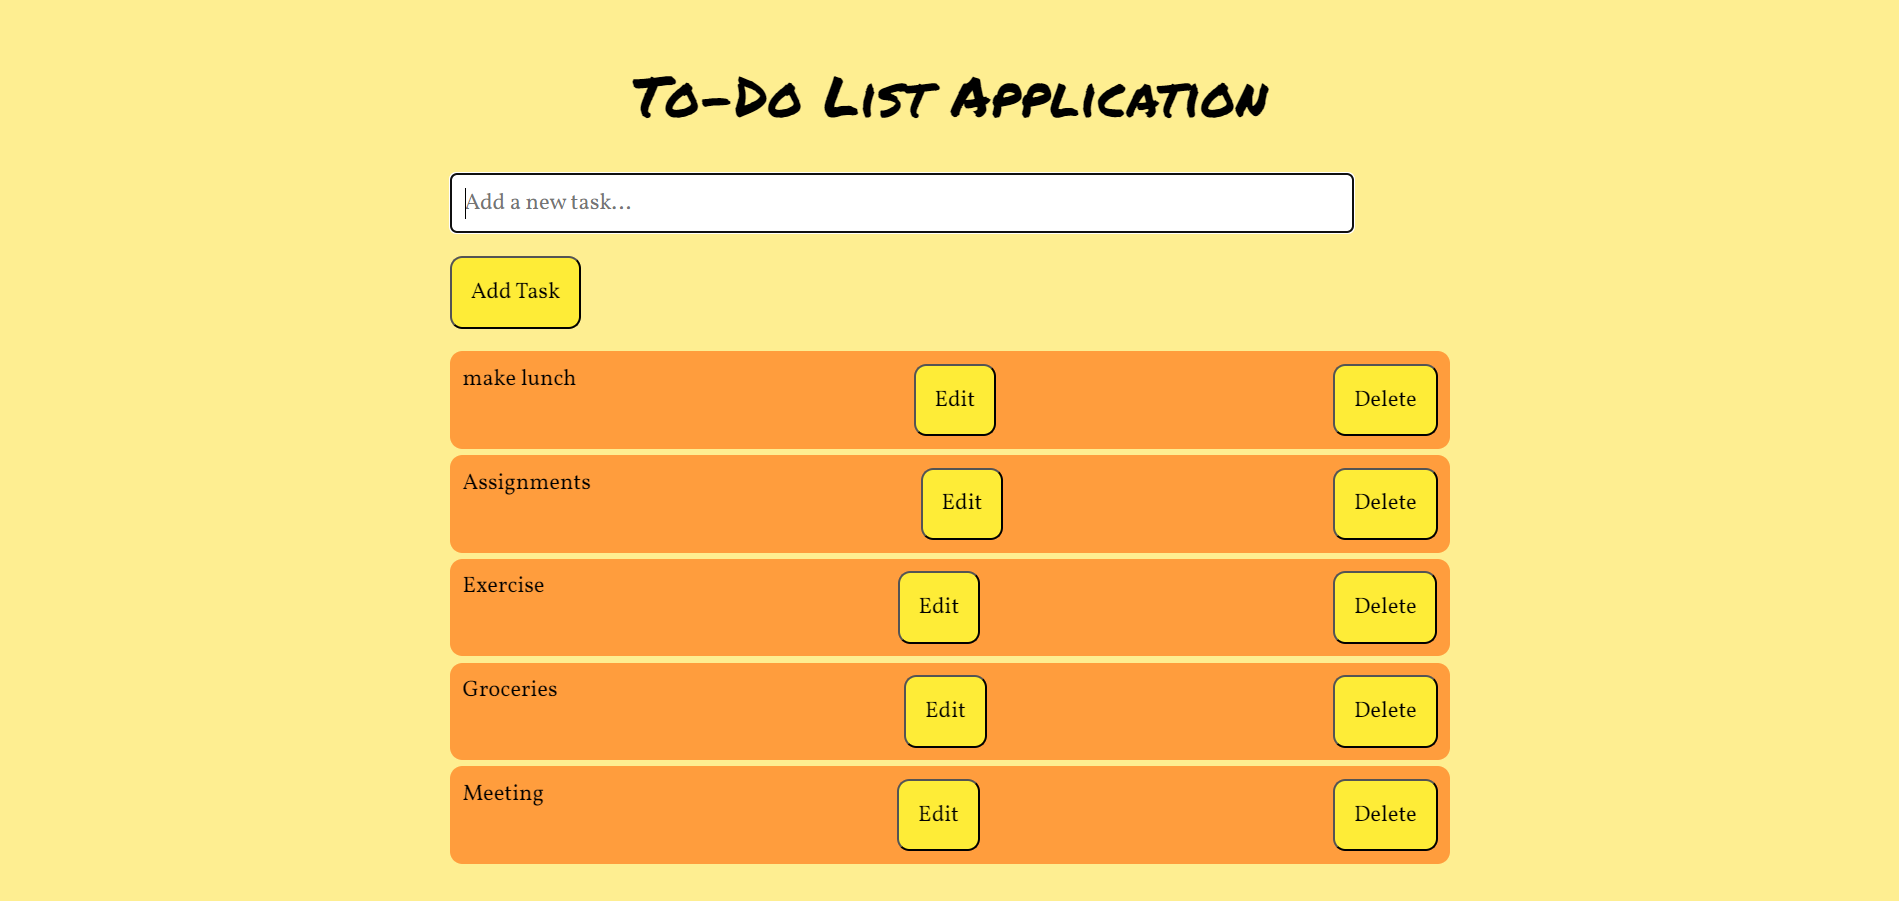 To-Do List Application
Add a new task...
Add Task
make lunch Edit Delete
Assignments Edit Delete
Exercise Edit Delete
Groceries Edit Delete
Meeting Edit Delete